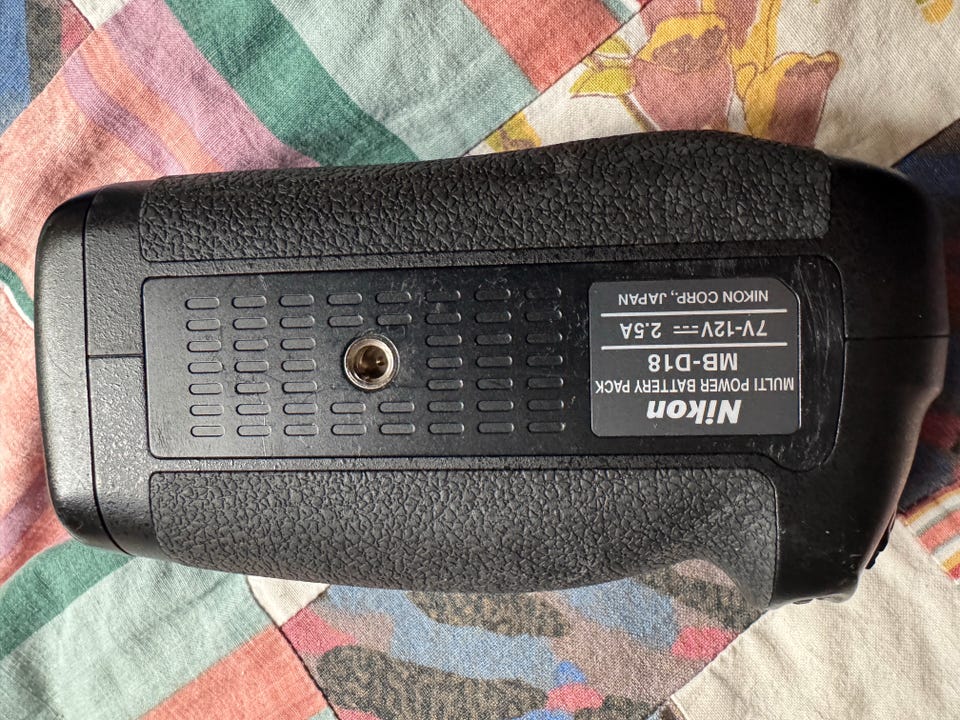 Nikon
MULTI POWER BATTERY PACK
MB-D18
7V-12V⎓ 2.5A
NIKON CORP., JAPAN